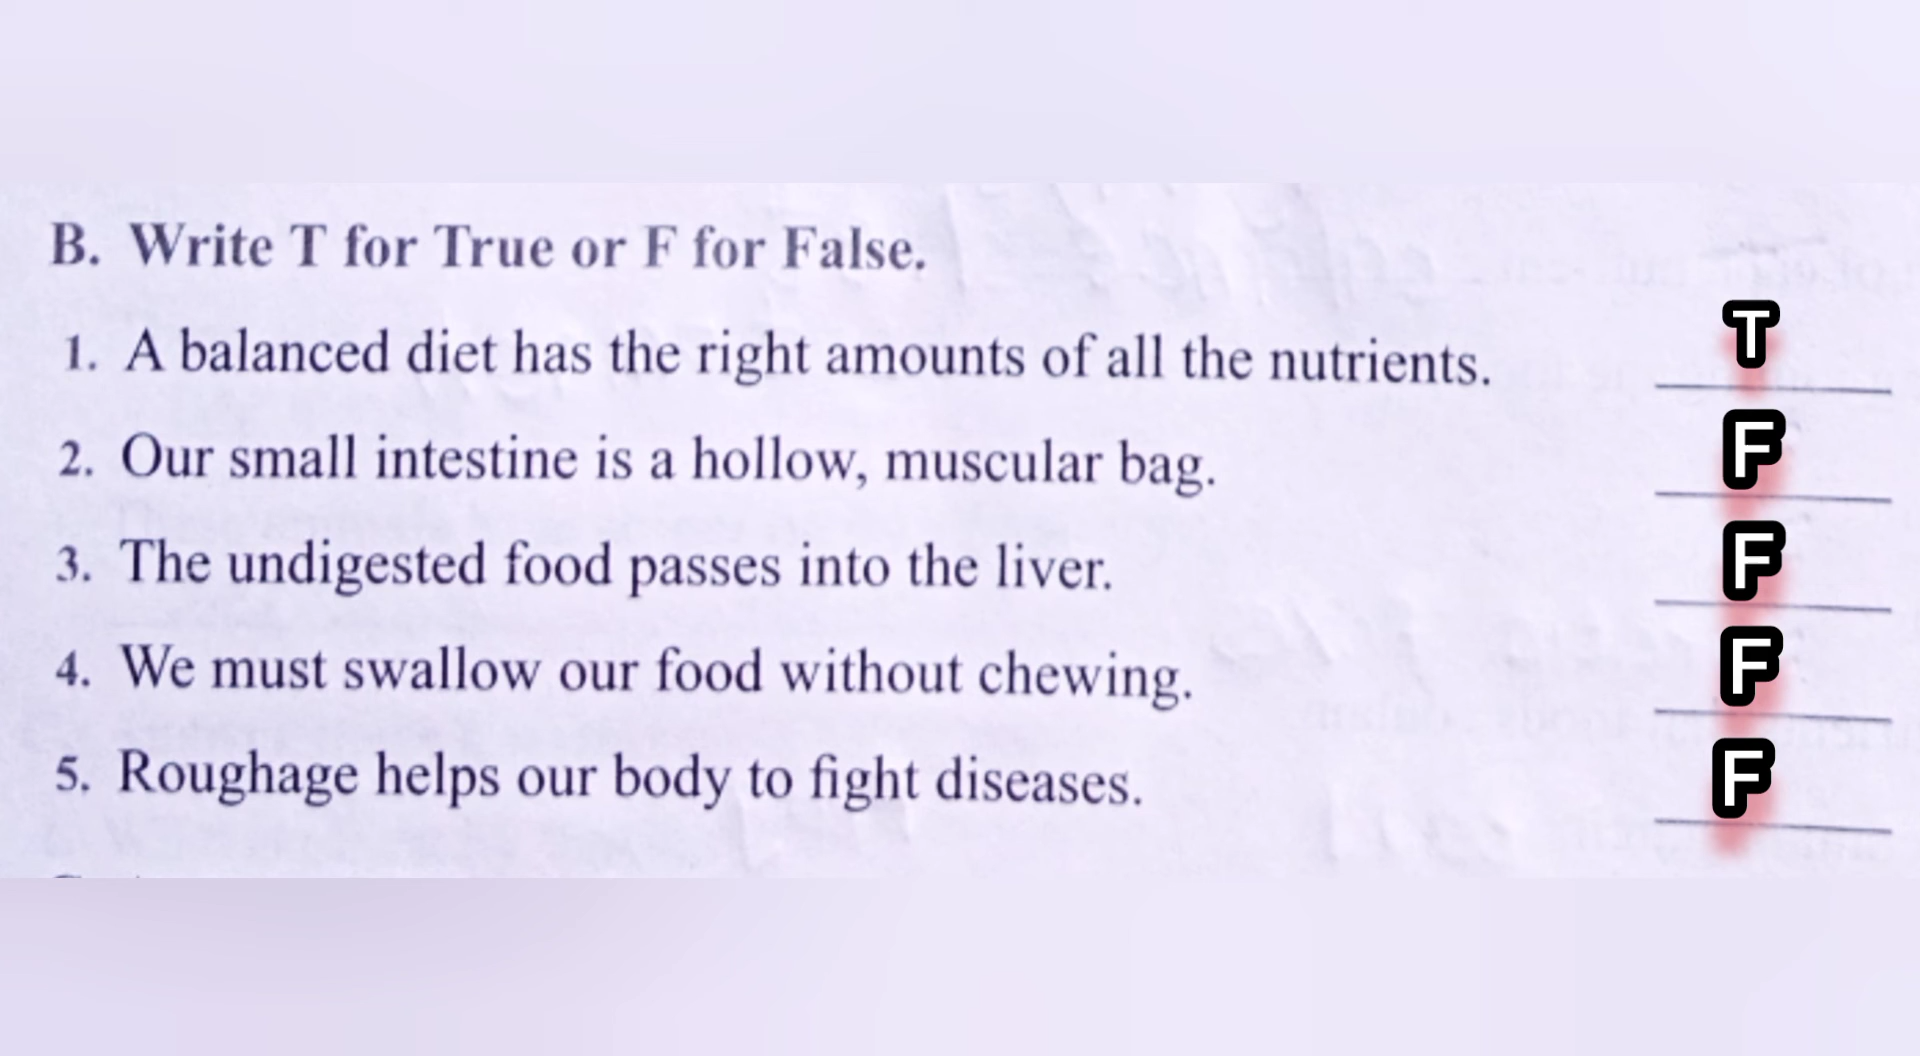 B. Write T for True or F for False.
1. A balanced diet has the right amounts of all the nutrients. T
2. Our small intestine is a hollow, muscular bag. F
3. The undigested food passes into the liver. F
4. We must swallow our food without chewing. F
5. Roughage helps our body to fight diseases. F